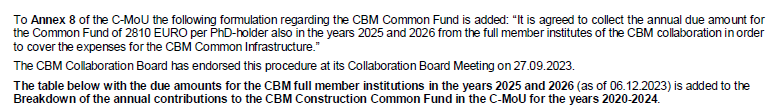 To Annex 8 of the C-MoU the following formulation regarding the CBM Common Fund is added: “It is agreed to collect the annual due amount for
the Common Fund of 2810 EURO per PhD-holder also in the years 2025 and 2026 from the full member institutes of the CBM collaboration in order
to cover the expenses for the CBM Common Infrastructure.”
The CBM Collaboration Board has endorsed this procedure at its Collaboration Board Meeting on 27.09.2023.
The table below with the due amounts for the CBM full member institutions in the years 2025 and 2026 (as of 06.12.2023) is added to the
Breakdown of the annual contributions to the CBM Construction Common Fund in the C-MoU for the years 2020-2024.